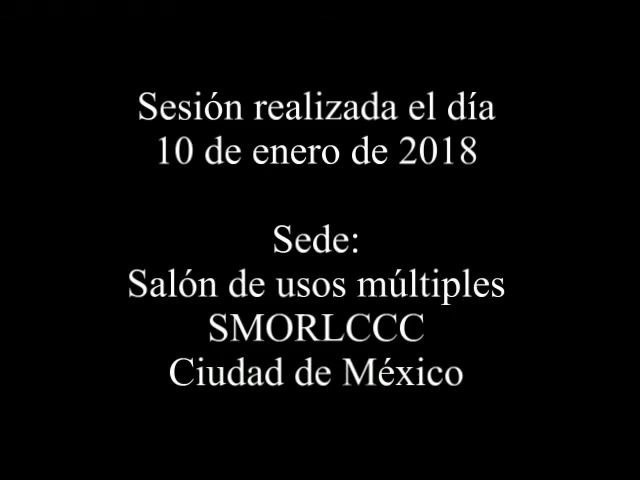 Sesión realizada el día
10 de enero de 2018
Sede:
Salón de usos múltiples
SMORLCCC
Ciudad de México